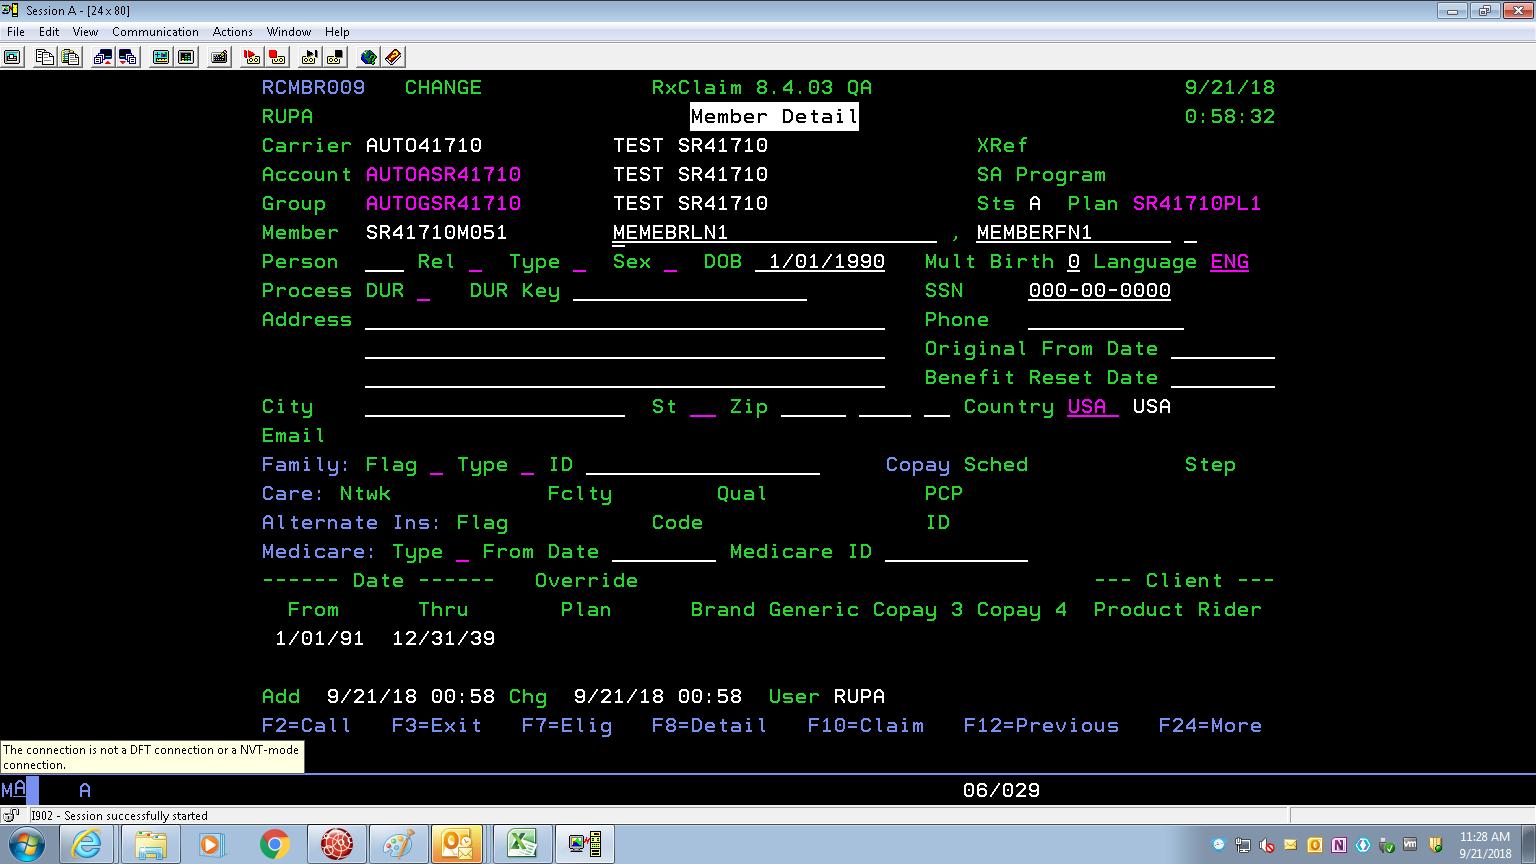 Session A - [24 x 80]
File Edit View Communication Actions Window Help
RCMBR009 CHANGE RxClaim 8.4.03 QA 9/21/18
RUPA Member Detail 0:58:32
Carrier AUTO41710 TEST SR41710 XRef
Account AUTOASR41710 TEST SR41710 SA Program
Group AUTOGSR41710 TEST SR41710 Sts A Plan SR41710PL1
Member SR41710M051 MEMEBRLN1 , MEMBERFN1
Person Rel Type Sex DOB 1/01/1990 Mult Birth 0 Language ENG
Process DUR DUR Key SSN 000-00-0000
Address Phone
Original From Date
Benefit Reset Date
City St Zip Country USA USA
Email
Family: Flag Type ID Copay Sched Step
Care: Ntwk Fclty Qual PCP
Alternate Ins: Flag Code ID
Medicare: Type From Date Medicare ID
------ Date ------ Override --- Client ---
From Thru Plan Brand Generic Copay 3 Copay 4 Product Rider
1/01/91 12/31/39
Add 9/21/18 00:58 Chg 9/21/18 00:58 User RUPA
F2=Call F3=Exit F7=Elig F8=Detail F10=Claim F12=Previous F24=More
The connection is not a DFT connection or a NVT-mode
connection.
MA A 06/029
I902 - Session successfully started
11:28 AM
9/21/2018